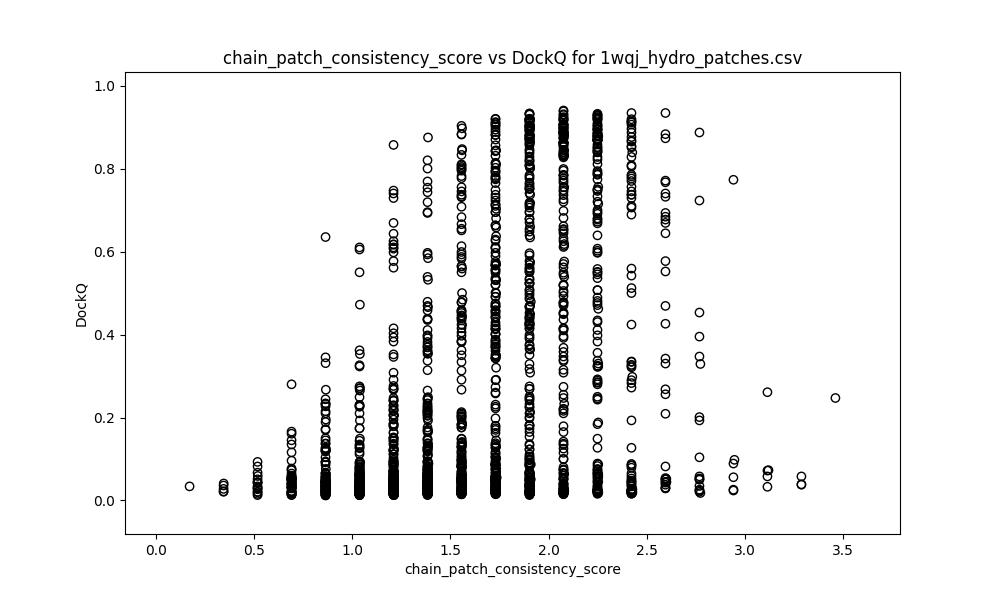 chain_patch_consistency_score vs DockQ for 1wqj_hydro_patches.csv
1.0
0.8
0.6
0.4
0.2
0.0
DockQ
0.0 0.5 1.0 1.5 2.0 2.5 3.0 3.5
chain_patch_consistency_score